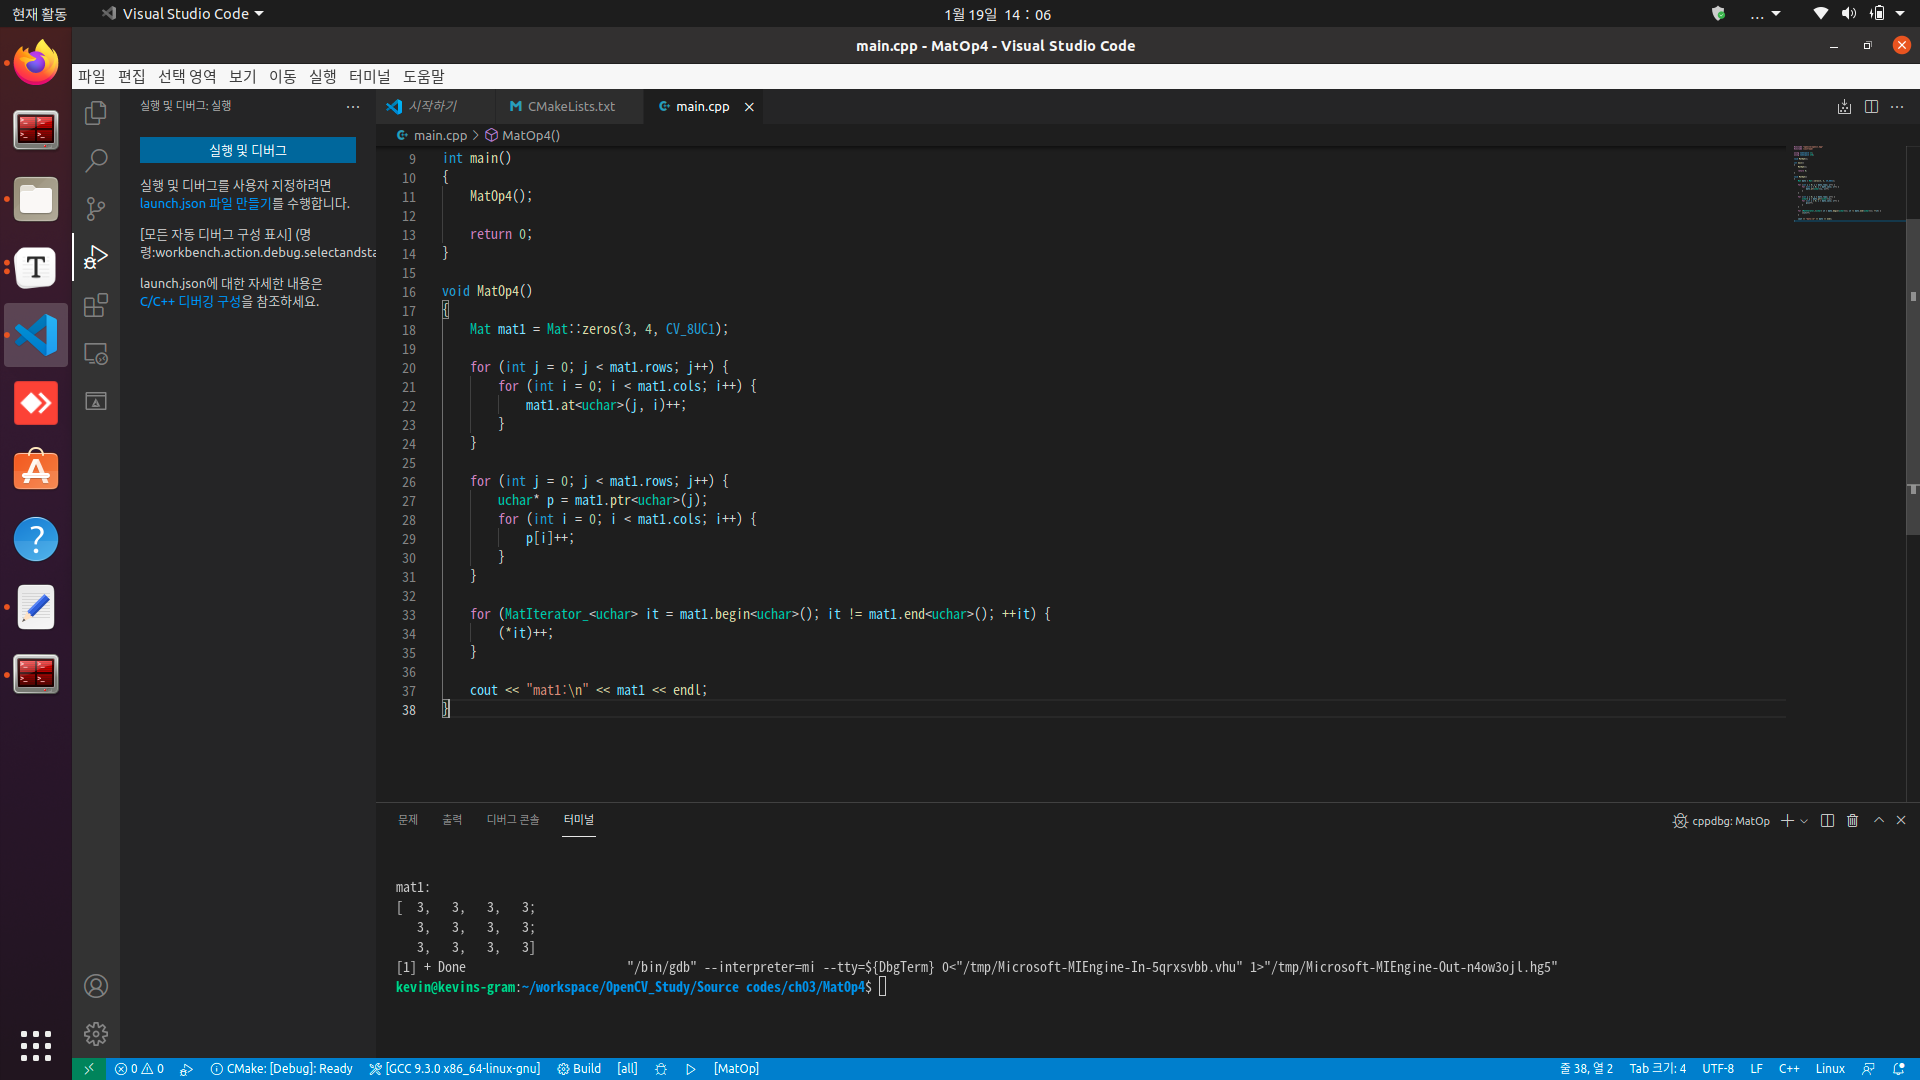 현재 활동
Visual Studio Code
1월 19일 14 : 06
main.cpp - MatOp4 - Visual Studio Code
파일 편집 선택 영역 보기 이동 실행 터미널 도움말
실행 및 디버그: 실행
시작하기
CMakeLists.txt
main.cpp
실행 및 디버그
실행 및 디버그를 사용자 지정하려면
launch.json 파일 만들기를 수행합니다.
[모든 자동 디버그 구성 표시] (명
령:workbench.action.debug.selectandsta
launch.json에 대한 자세한 내용은
C/C++ 디버깅 구성을 참조하세요.
main.cpp > MatOp4()
9 int main()
10 {
11 MatOp4();
12
13 return 0;
14 }
15
16 void MatOp4()
17 {
18 Mat mat1 = Mat::zeros(3, 4, CV_8UC1);
19
20 for (int j = 0; j < mat1.rows; j++) {
21 for (int i = 0; i < mat1.cols; i++) {
22 mat1.at<uchar>(j, i)++;
23 }
24 }
25
26 for (int j = 0; j < mat1.rows; j++) {
27 uchar* p = mat1.ptr<uchar>(j);
28 for (int i = 0; i < mat1.cols; i++) {
29 p[i]++;
30 }
31 }
32
33 for (MatIterator_<uchar> it = mat1.begin<uchar>(); it != mat1.end<uchar>(); ++it) {
34 (*it)++;
35 }
36
37 cout << "mat1:\n" << mat1 << endl;
38 }
문제 출력 디버그 콘솔 터미널
cppdbg: MatOp
mat1:
[  3,   3,   3,   3;
3,   3,   3,   3;
3,   3,   3,   3]
[1] + Done "/bin/gdb" --interpreter=mi --tty=${DbgTerm} 0<"/tmp/Microsoft-MIEngine-In-5qrxsvbb.vhu" 1>"/tmp/Microsoft-MIEngine-Out-n4ow3ojl.hg5"
kevin@kevins-gram:~/workspace/OpenCV_Study/Source codes/ch03/MatOp4$
0 0 CMake: [Debug]: Ready [GCC 9.3.0 x86_64-linux-gnu] Build [all] [MatOp]
줄 38, 열 2 Tab 크기: 4 UTF-8 LF C++ Linux